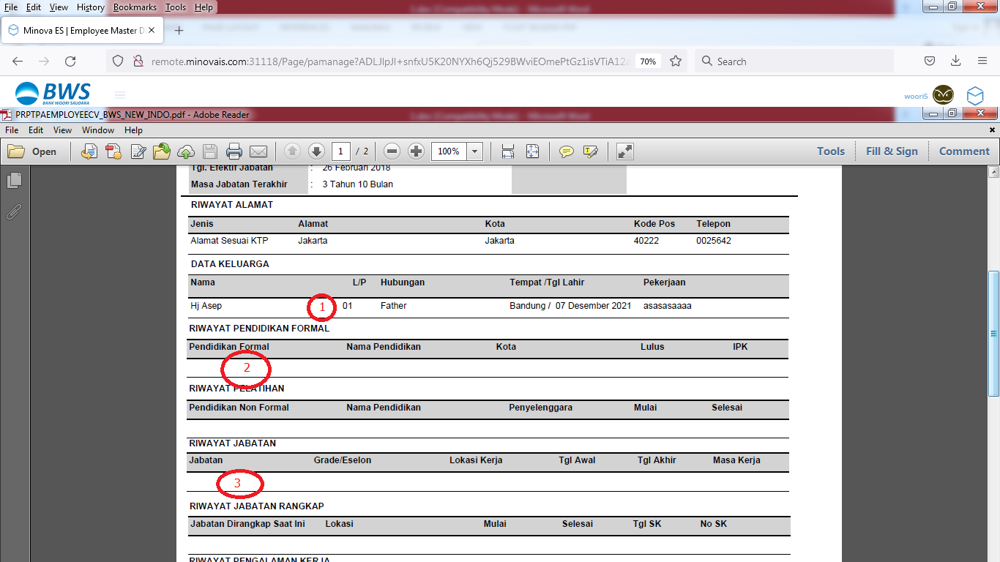 File Edit View History Bookmarks Tools Help
Minova ES | Employee Master D
remote.minovais.com:31118/Page/pamanage?ADLJlpJl+snfxU5K20NYXh6Qj529BWviEOmePtGz1isVTiA12a 70% Search
BWS
BANK WOORI SAUDARA
woori5
PRPTPAEMPLOYEECV_BWS_NEW_INDO.pdf - Adobe Reader
File Edit View Window Help
Open 1 / 2 100% Tools Fill & Sign Comment
Tgl. Efektif Jabatan : 26 Februari 2018
Masa Jabatan Terakhir : 3 Tahun 10 Bulan
RIWAYAT ALAMAT
Jenis Alamat Kota Kode Pos Telepon
Alamat Sesuai KTP Jakarta Jakarta 40222 0025642
DATA KELUARGA
Nama L/P Hubungan Tempat /Tgl Lahir Pekerjaan
Hj Asep 1 01 Father Bandung / 07 Desember 2021 asasasaaaa
RIWAYAT PENDIDIKAN FORMAL
Pendidikan Formal Nama Pendidikan Kota Lulus IPK
2
RIWAYAT PELATIHAN
Pendidikan Non Formal Nama Pendidikan Penyelenggara Mulai Selesai
RIWAYAT JABATAN
Jabatan Grade/Eselon Lokasi Kerja Tgl Awal Tgl Akhir Masa Kerja
3
RIWAYAT JABATAN RANGKAP
Jabatan Dirangkap Saat Ini Lokasi Mulai Selesai Tgl SK No SK
RIWAYAT PENGALAMAN KERJA